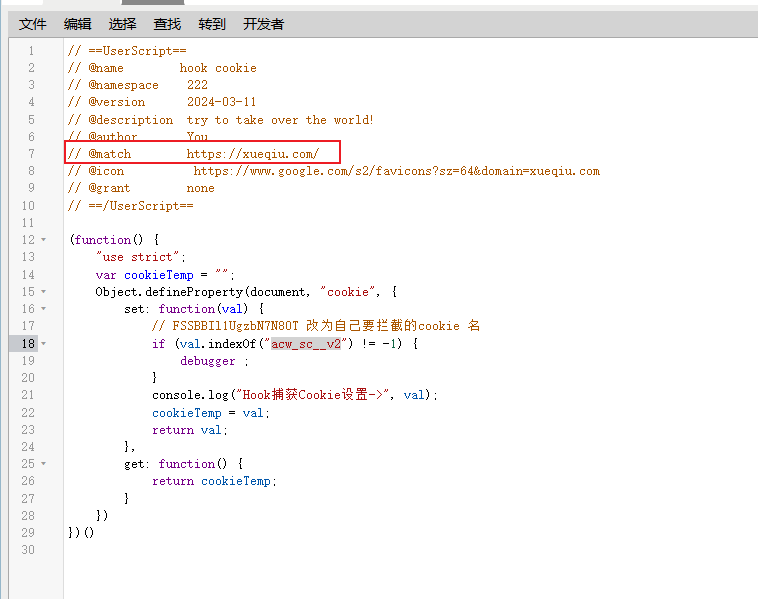 文件 编辑 选择 查找 转到 开发者
1 // ==UserScript==
2 // @name         hook cookie
3 // @namespace    222
4 // @version      2024-03-11
5 // @description  try to take over the world!
6 // @author       You
7 // @match        https://xueqiu.com/
8 // @icon         https://www.google.com/s2/favicons?sz=64&domain=xueqiu.com
9 // @grant        none
10 // ==/UserScript==
11
12 (function() {
13     "use strict";
14     var cookieTemp = "";
15     Object.defineProperty(document, "cookie", {
16         set: function(val) {
17             // FSSBBIl1UgzbN7N80T 改为自己要拦截的cookie 名
18             if (val.indexOf("acw_sc__v2") != -1) {
19                 debugger ;
20             }
21             console.log("Hook捕获Cookie设置->", val);
22             cookieTemp = val;
23             return val;
24         },
25         get: function() {
26             return cookieTemp;
27         }
28     })
29 })()
30